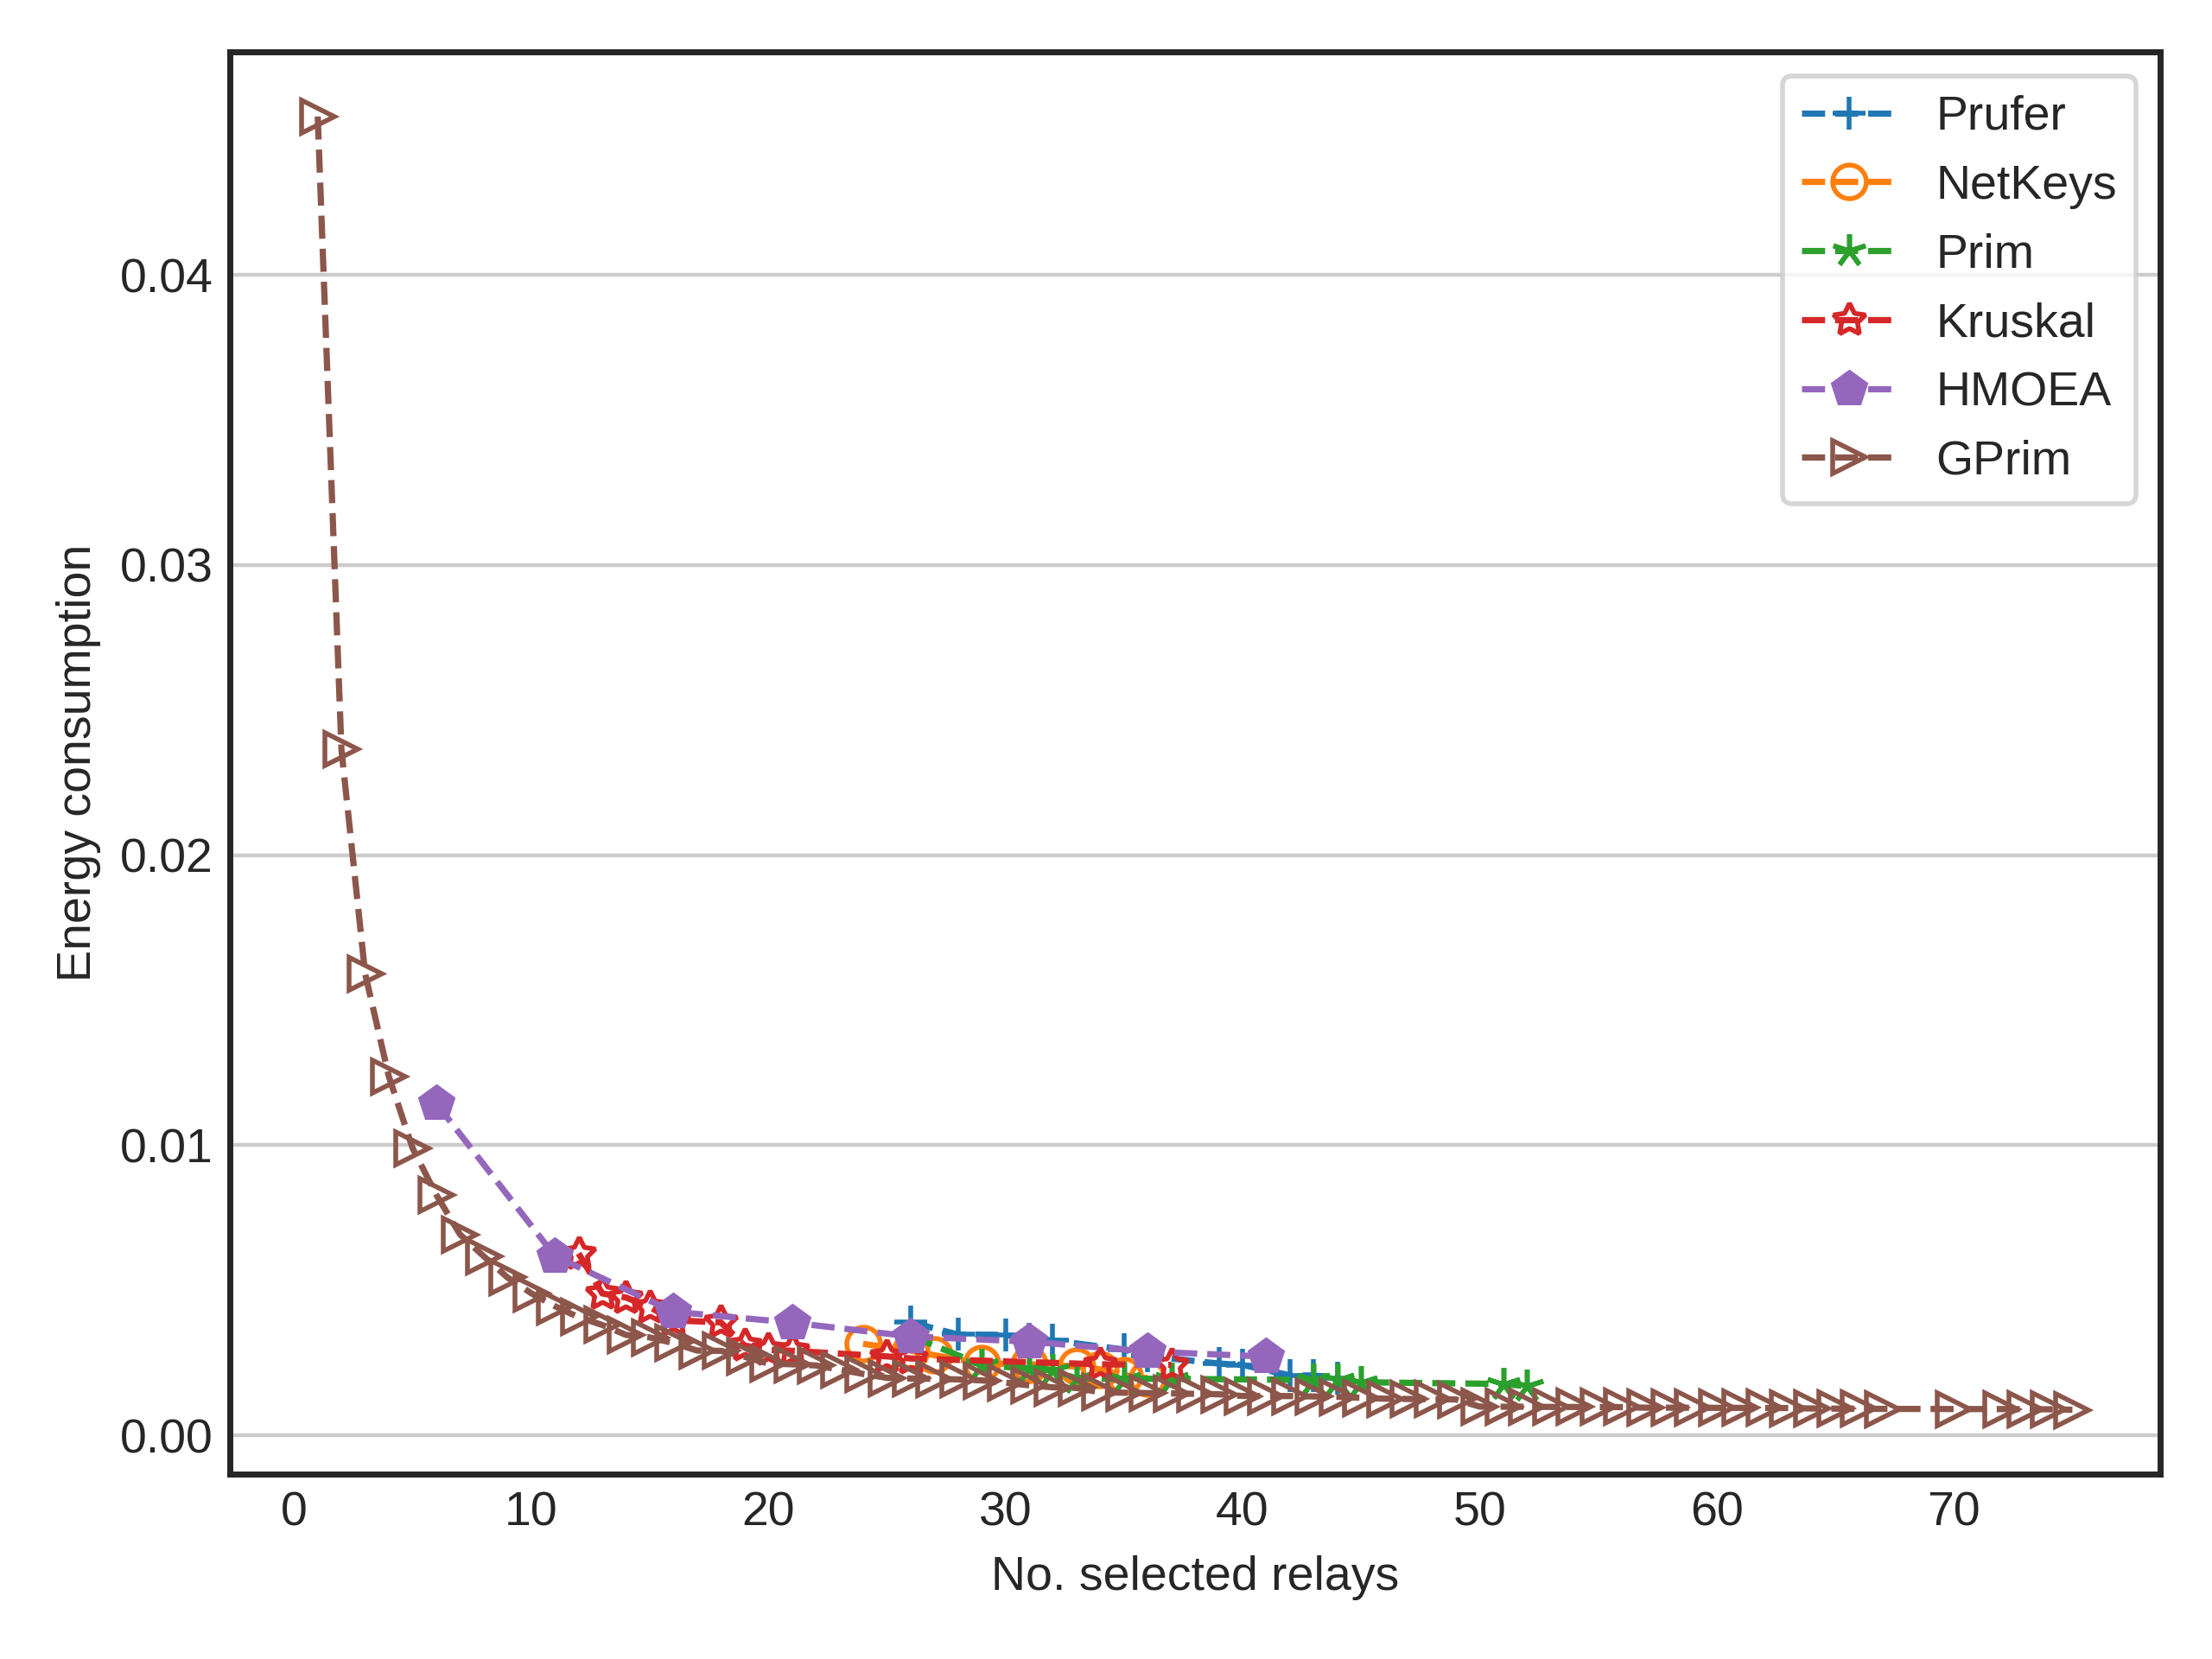 Prufer
NetKeys
Prim
Kruskal
HMOEA
GPrim
Energy consumption
0.04
0.03
0.02
0.01
0.00
0 10 20 30 40 50 60 70
No. selected relays